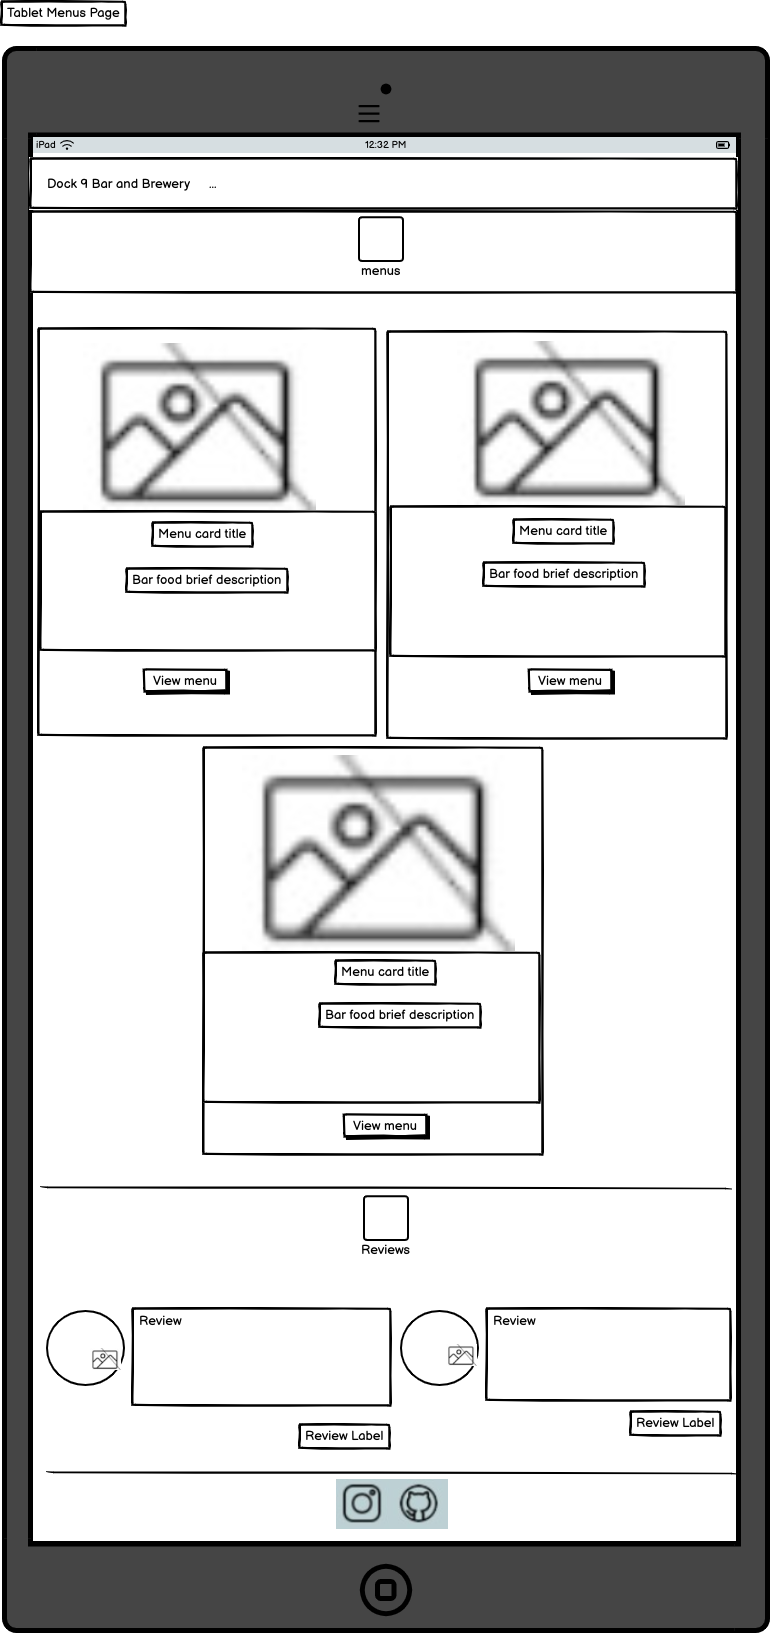 Tablet Menus Page
iPad 12:32 PM
Dock 9 Bar and Brewery ...
menus
Menu card title
Menu card title
Bar food brief description
Bar food brief description
View menu
View menu
Menu card title
Bar food brief description
View menu
Reviews
Review
Review
Review Label
Review Label